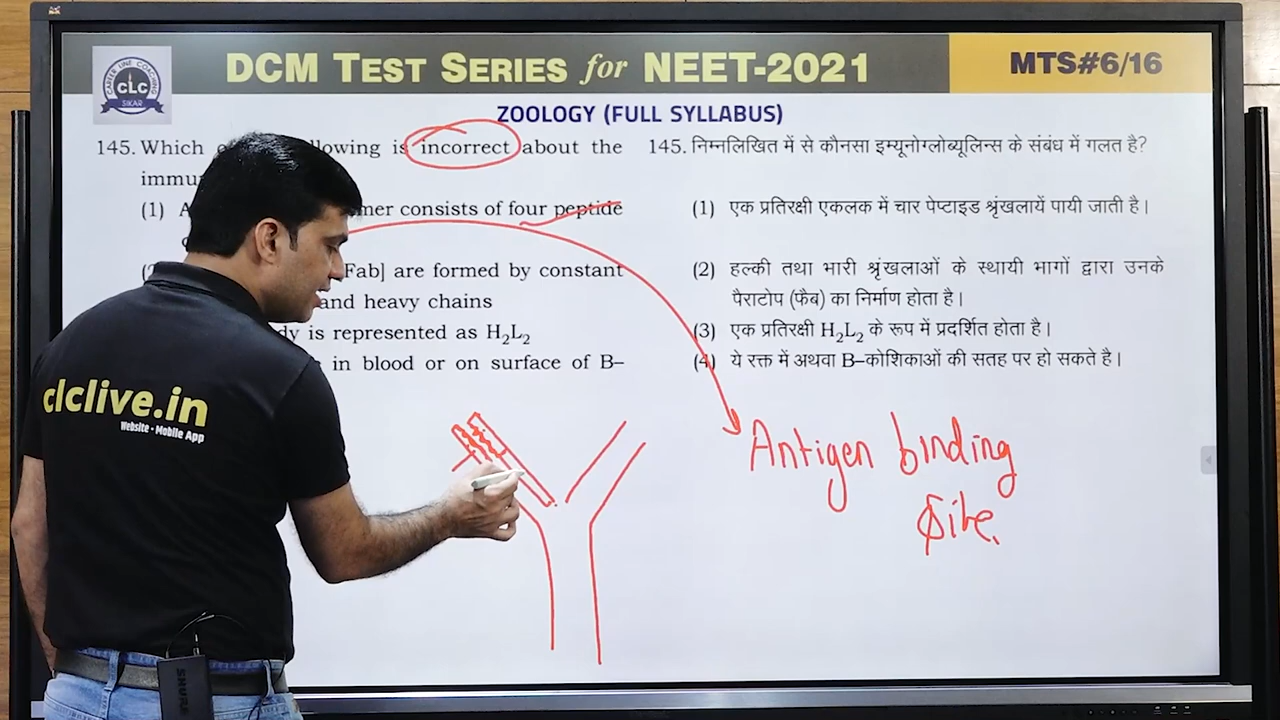 DCM TEST SERIES for NEET-2021
MTS#6/16
CAREER LINE COACHING
CLC
SIKAR
ZOOLOGY (FULL SYLLABUS)
145. Which incorrect about the
(1) consists of four peptide
Fab] are formed by constant
and heavy chains
is represented as H₂L₂
in blood or on surface of B–
145. निम्नलिखित में से कौनसा इम्यूनोग्लोब्यूलिन्स के संबंध में गलत है?
(1) एक प्रतिरक्षी एकलक में चार पेप्टाइड श्रृंखलायें पायी जाती है।
(2) हल्की तथा भारी श्रृंखलाओं के स्थायी भागों द्वारा उनके
पैराटोप (फैब) का निर्माण होता है।
(3) एक प्रतिरक्षी H₂L₂ के रूप में प्रदर्शित होता है।
(4) ये रक्त में अथवा B–कोशिकाओं की सतह पर हो सकते है।
Antigen binding
Site.
clclive.in
Website • Mobile App
SHURE